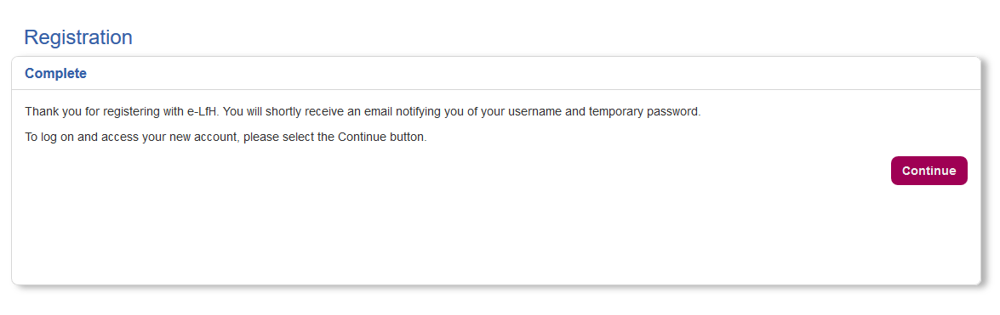 Registration
Complete
Thank you for registering with e-LfH. You will shortly receive an email notifying you of your username and temporary password.
To log on and access your new account, please select the Continue button.
Continue